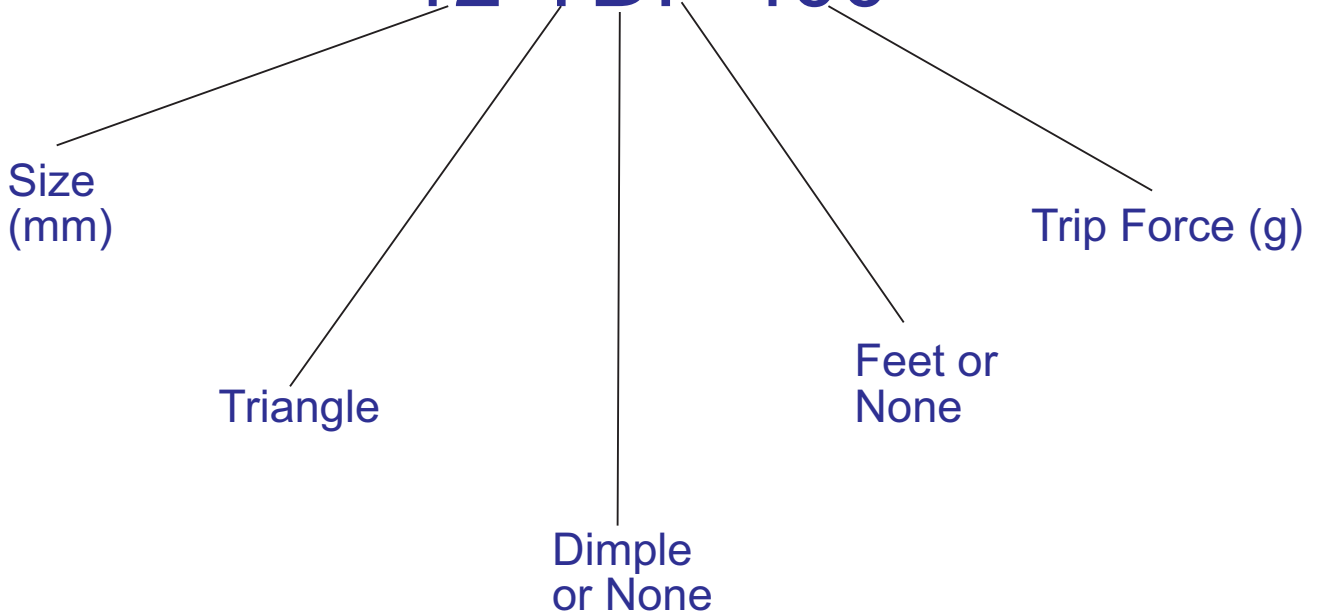 Size
(mm)
Trip Force (g)
Feet or
None
Triangle
Dimple
or None